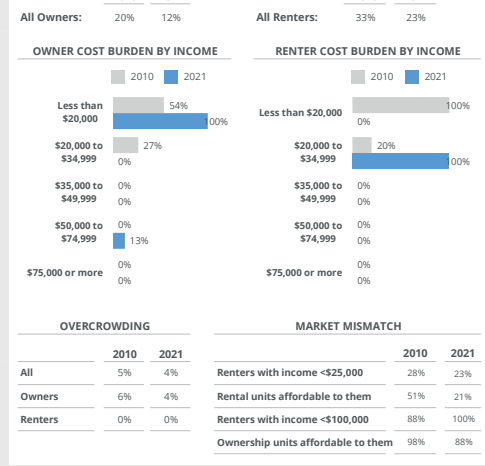 All Owners: 20% 12%
All Renters: 33% 23%
OWNER COST BURDEN BY INCOME
2010 2021
Less than
$20,000
54%
100%
$20,000 to
$34,999
27%
0%
$35,000 to
$49,999
0%
0%
$50,000 to
$74,999
0%
13%
$75,000 or more
0%
0%
RENTER COST BURDEN BY INCOME
2010 2021
Less than $20,000
100%
0%
$20,000 to
$34,999
20%
100%
$35,000 to
$49,999
0%
0%
$50,000 to
$74,999
0%
0%
$75,000 or more
0%
0%
OVERCROWDING
2010 2021
All 5% 4%
Owners 6% 4%
Renters 0% 0%
MARKET MISMATCH
2010 2021
Renters with income <$25,000 28% 23%
Rental units affordable to them 51% 21%
Renters with income <$100,000 88% 100%
Ownership units affordable to them 98% 88%